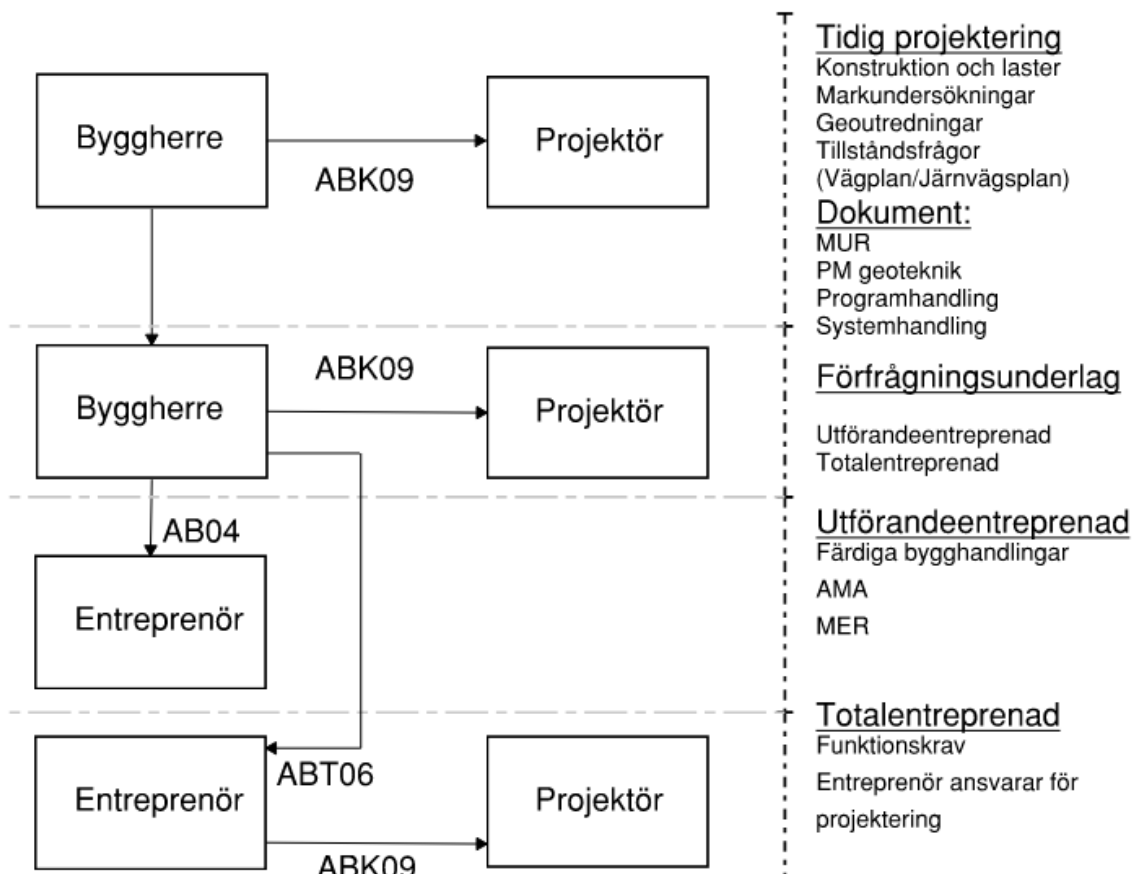 Tidig projektering
Konstruktion och laster
Markundersökningar
Geoutredningar
Tillståndsfrågor
(Vägplan/Järnvägsplan)
Dokument:
MUR
PM geoteknik
Programhandling
Systemhandling
Byggherre
Projektör
ABK09
Byggherre
ABK09
Projektör
Förfrågningsunderlag
Utförandeentreprenad
Totalentreprenad
AB04
Entreprenör
Utförandeentreprenad
Färdiga bygghandlingar
AMA
MER
Entreprenör
ABT06
Projektör
ABK09
Totalentreprenad
Funktionskrav
Entreprenör ansvarar för
projektering